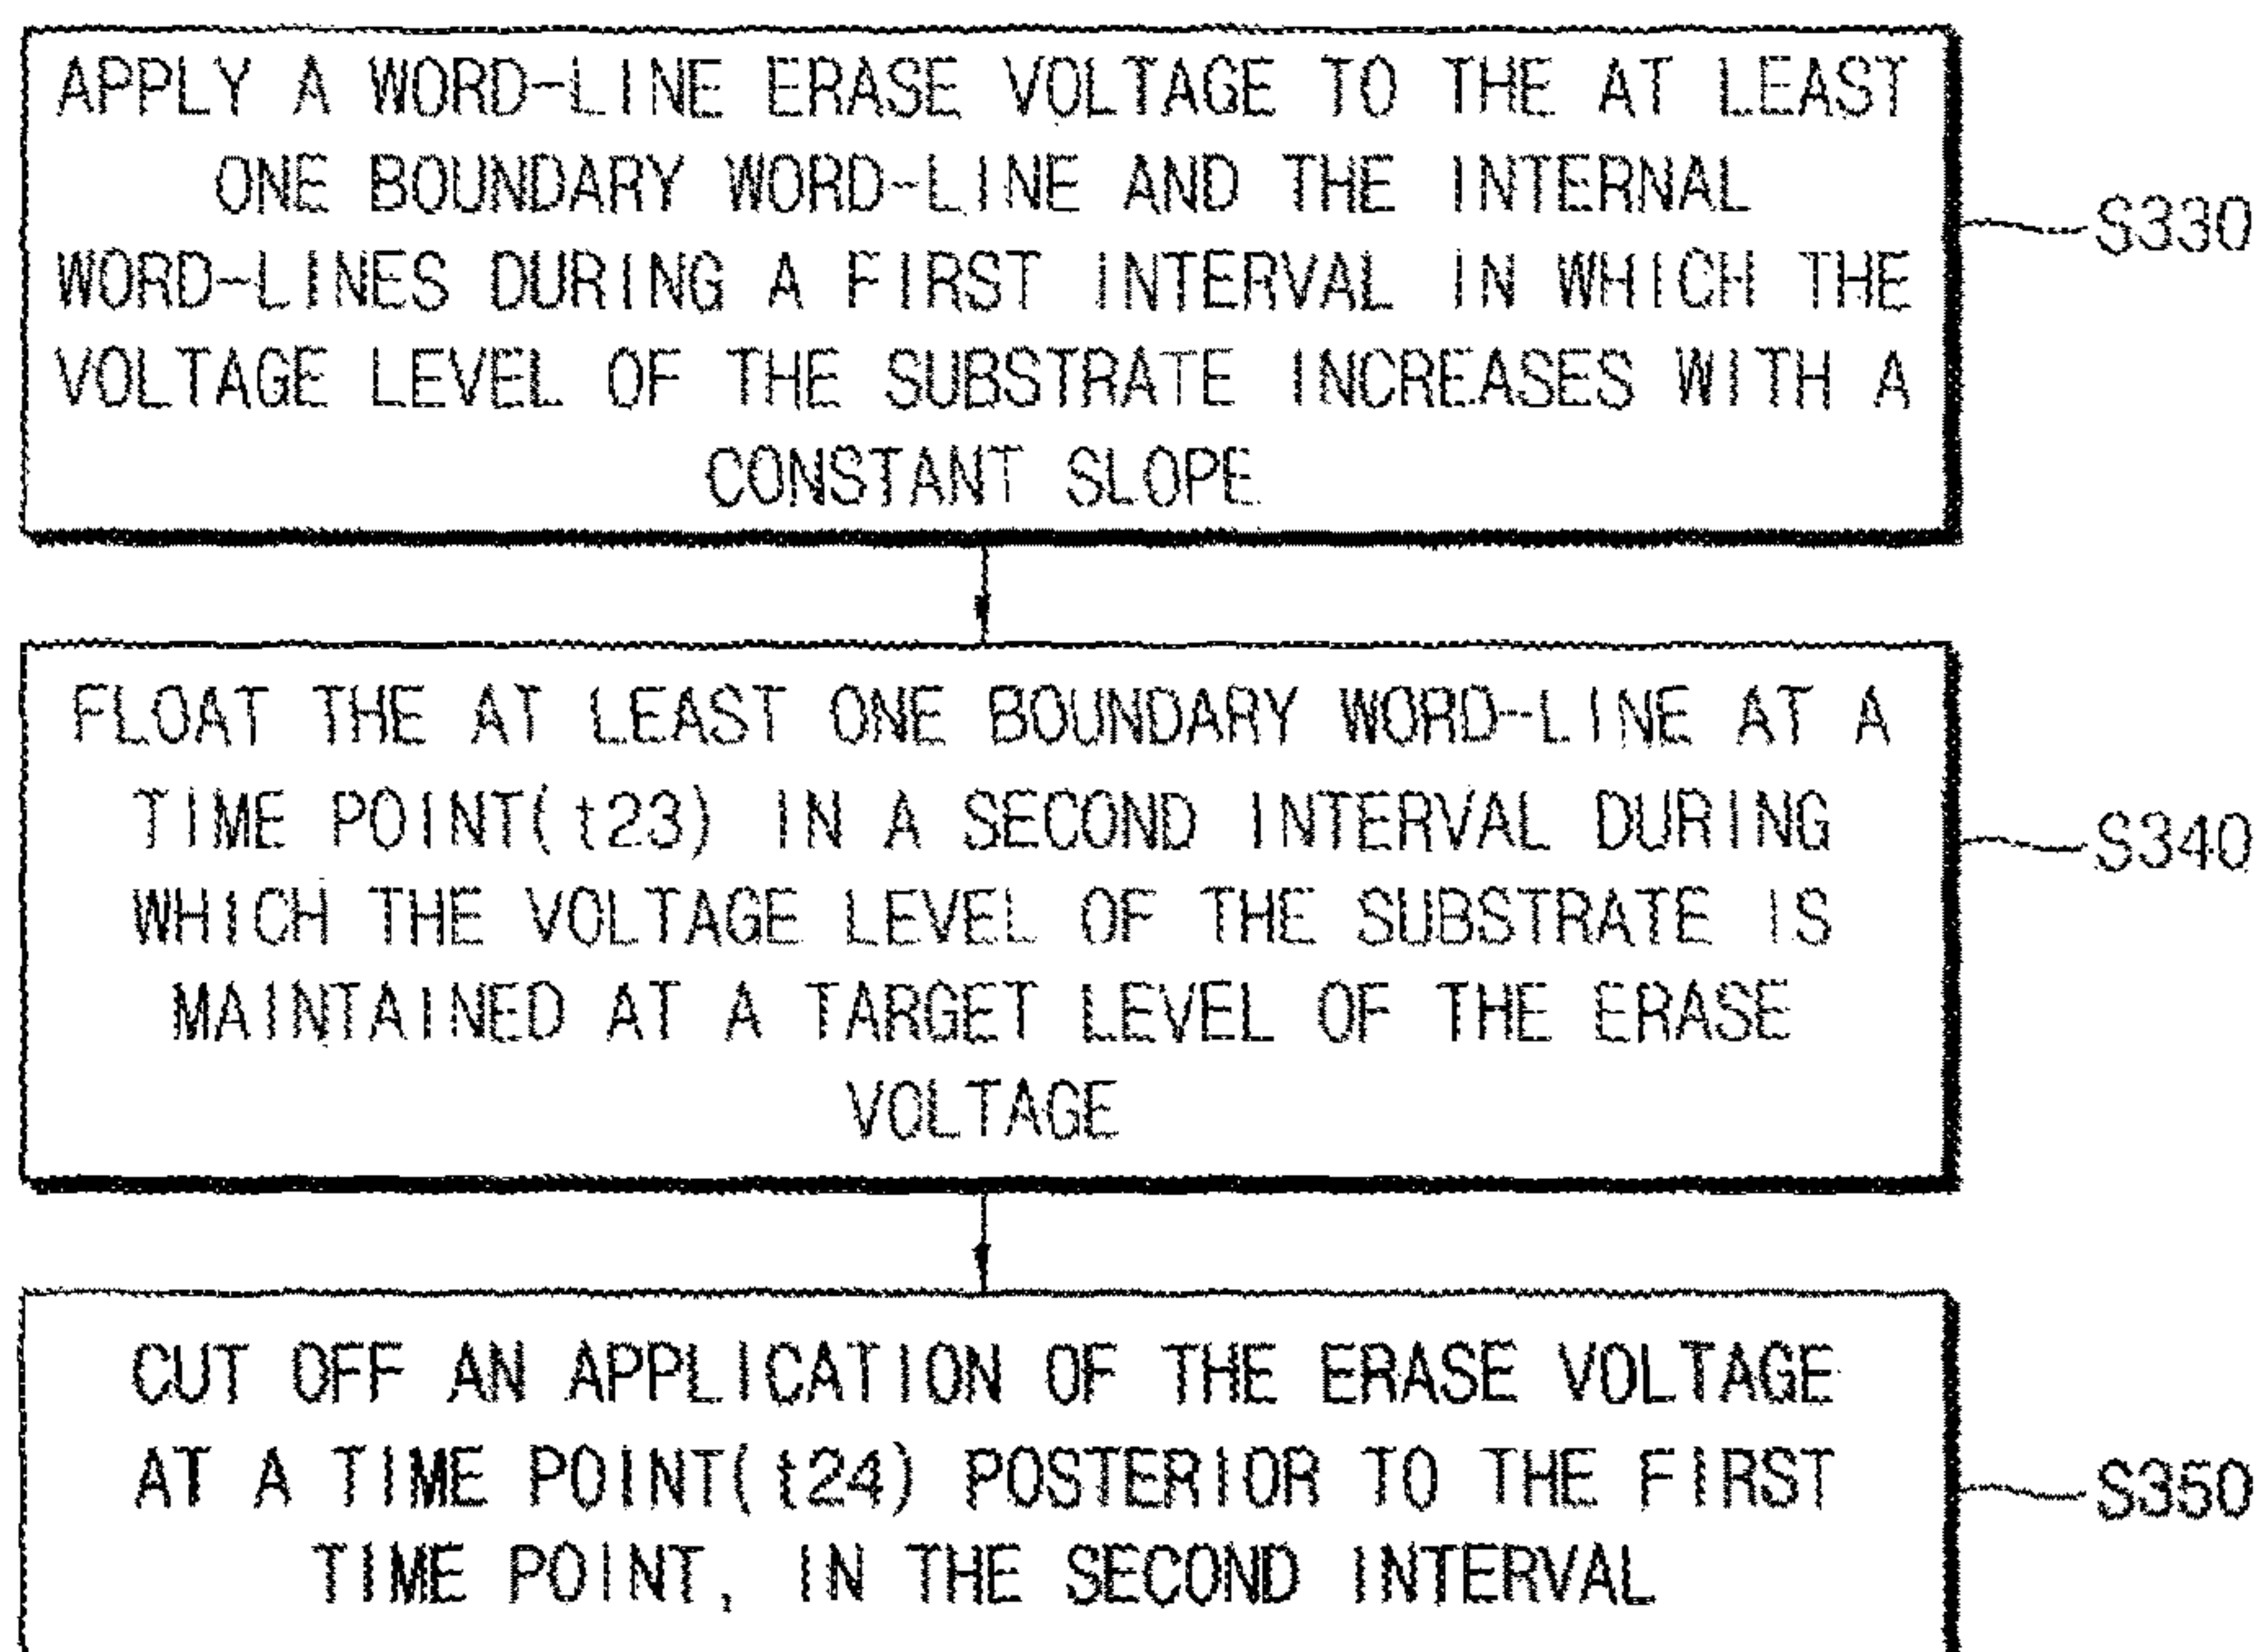 APPLY A WORD-LINE ERASE VOLTAGE TO THE AT LEAST
ONE BOUNDARY WORD-LINE AND THE INTERNAL
WORD-LINES DURING A FIRST INTERVAL IN WHICH THE
VOLTAGE LEVEL OF THE SUBSTRATE INCREASES WITH A
CONSTANT SLOPE
S330
FLOAT THE AT LEAST ONE BOUNDARY WORD-LINE AT A
TIME POINT(t23) IN A SECOND INTERVAL DURING
WHICH THE VOLTAGE LEVEL OF THE SUBSTRATE IS
MAINTAINED AT A TARGET LEVEL OF THE ERASE
VOLTAGE
S340
CUT OFF AN APPLICATION OF THE ERASE VOLTAGE
AT A TIME POINT(t24) POSTERIOR TO THE FIRST
TIME POINT, IN THE SECOND INTERVAL
S350